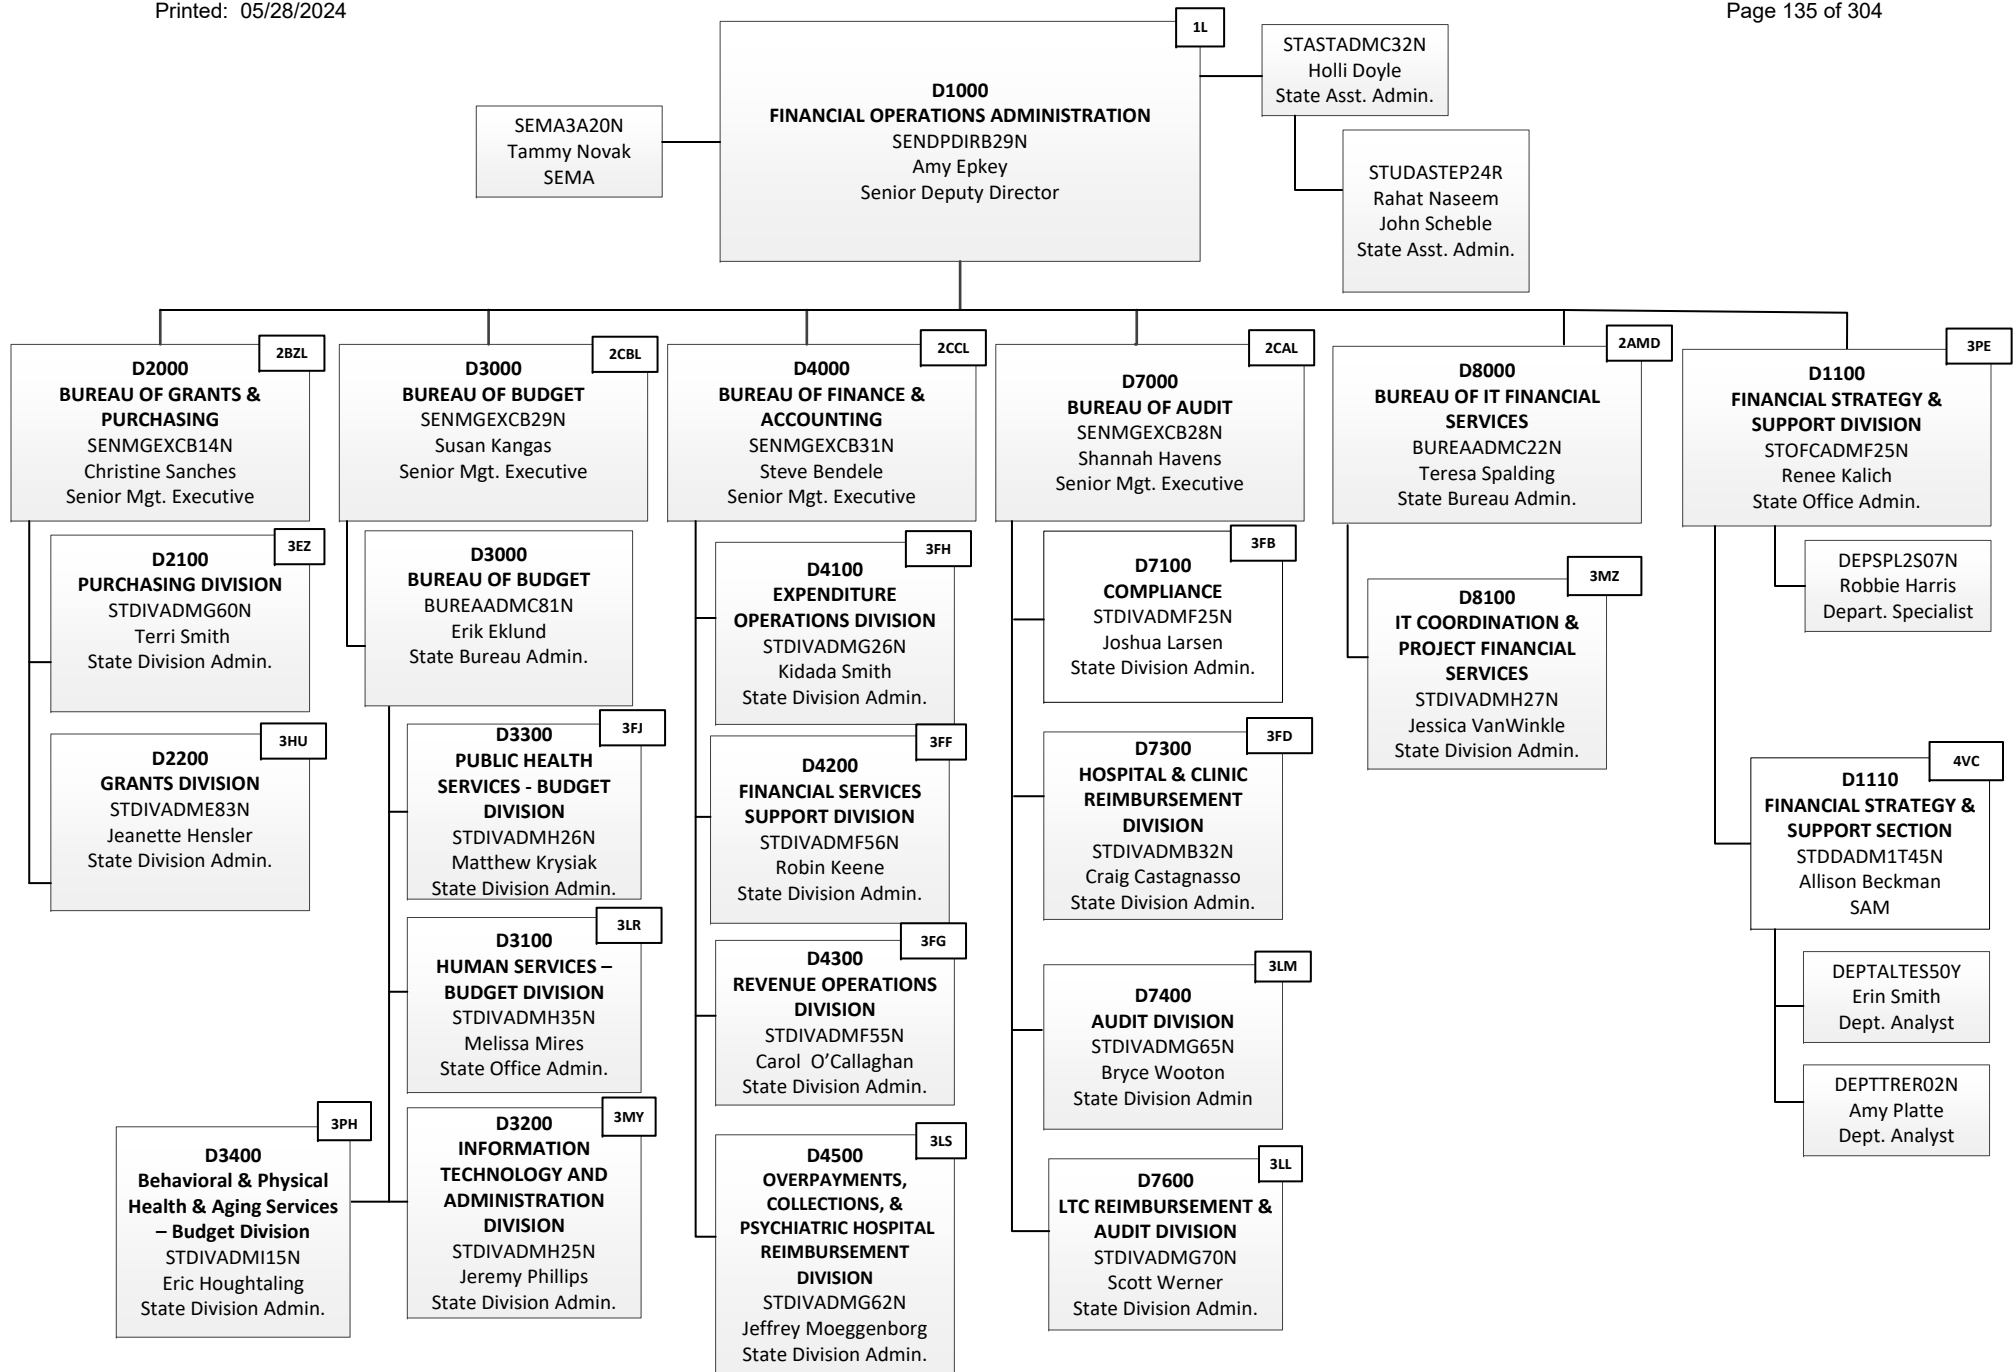 Printed: 05/28/2024
Page 135 of 304
1L
D1000
FINANCIAL OPERATIONS ADMINISTRATION
SENDPDIRB29N
Amy Epkey
Senior Deputy Director
STASTADMC32N
Holli Doyle
State Asst. Admin.
SEMA3A20N
Tammy Novak
SEMA
STUDASTEP24R
Rahat Naseem
John Scheble
State Asst. Admin.
2BZL
D2000
BUREAU OF GRANTS &
PURCHASING
SENMGEXCB14N
Christine Sanches
Senior Mgt. Executive
3EZ
D2100
PURCHASING DIVISION
STDIVADMG60N
Terri Smith
State Division Admin.
3HU
D2200
GRANTS DIVISION
STDIVADME83N
Jeanette Hensler
State Division Admin.
2CBL
D3000
BUREAU OF BUDGET
SENMGEXCB29N
Susan Kangas
Senior Mgt. Executive
D3000
BUREAU OF BUDGET
BUREAADMC81N
Erik Eklund
State Bureau Admin.
3FJ
D3300
PUBLIC HEALTH
SERVICES - BUDGET
DIVISION
STDIVADMH26N
Matthew Krysiak
State Division Admin.
3LR
D3100
HUMAN SERVICES –
BUDGET DIVISION
STDIVADMH35N
Melissa Mires
State Office Admin.
3MY
D3200
INFORMATION
TECHNOLOGY AND
ADMINISTRATION
DIVISION
STDIVADMH25N
Jeremy Phillips
State Division Admin.
3PH
D3400
Behavioral & Physical
Health & Aging Services
– Budget Division
STDIVADMI15N
Eric Houghtaling
State Division Admin.
2CCL
D4000
BUREAU OF FINANCE &
ACCOUNTING
SENMGEXCB31N
Steve Bendele
Senior Mgt. Executive
3FH
D4100
EXPENDITURE
OPERATIONS DIVISION
STDIVADMG26N
Kidada Smith
State Division Admin.
3FF
D4200
FINANCIAL SERVICES
SUPPORT DIVISION
STDIVADMF56N
Robin Keene
State Division Admin.
3FG
D4300
REVENUE OPERATIONS
DIVISION
STDIVADMF55N
Carol O’Callaghan
State Division Admin.
3LS
D4500
OVERPAYMENTS,
COLLECTIONS, &
PSYCHIATRIC HOSPITAL
REIMBURSEMENT
DIVISION
STDIVADMG62N
Jeffrey Moeggenborg
State Division Admin.
2CAL
D7000
BUREAU OF AUDIT
SENMGEXCB28N
Shannah Havens
Senior Mgt. Executive
3FB
D7100
COMPLIANCE
STDIVADMF25N
Joshua Larsen
State Division Admin.
3FD
D7300
HOSPITAL & CLINIC
REIMBURSEMENT
DIVISION
STDIVADMB32N
Craig Castagnasso
State Division Admin.
3LM
D7400
AUDIT DIVISION
STDIVADMG65N
Bryce Wooton
State Division Admin
3LL
D7600
LTC REIMBURSEMENT &
AUDIT DIVISION
STDIVADMG70N
Scott Werner
State Division Admin.
2AMD
D8000
BUREAU OF IT FINANCIAL
SERVICES
BUREAADMC22N
Teresa Spalding
State Bureau Admin.
3MZ
D8100
IT COORDINATION &
PROJECT FINANCIAL
SERVICES
STDIVADMH27N
Jessica VanWinkle
State Division Admin.
3PE
D1100
FINANCIAL STRATEGY &
SUPPORT DIVISION
STOFCADMF25N
Renee Kalich
State Office Admin.
DEPSPL2S07N
Robbie Harris
Depart. Specialist
4VC
D1110
FINANCIAL STRATEGY &
SUPPORT SECTION
STDDADM1T45N
Allison Beckman
SAM
DEPTALTES50Y
Erin Smith
Dept. Analyst
DEPTTRER02N
Amy Platte
Dept. Analyst